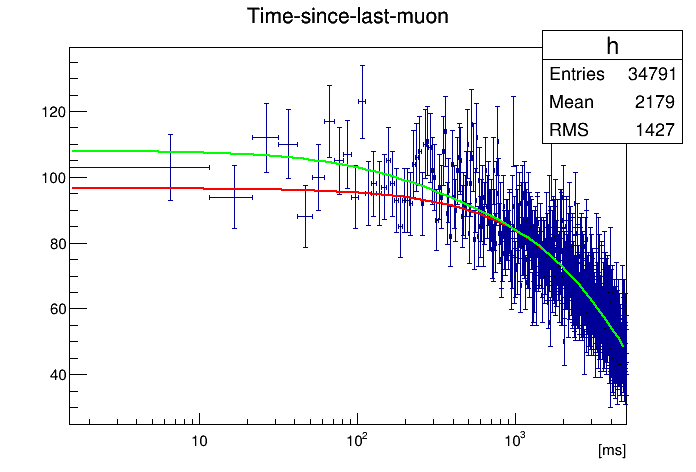 Time-since-last-muon
h
Entries 34791
Mean 2179
RMS 1427
120
100
80
60
40
10
10²
10³
[ms]